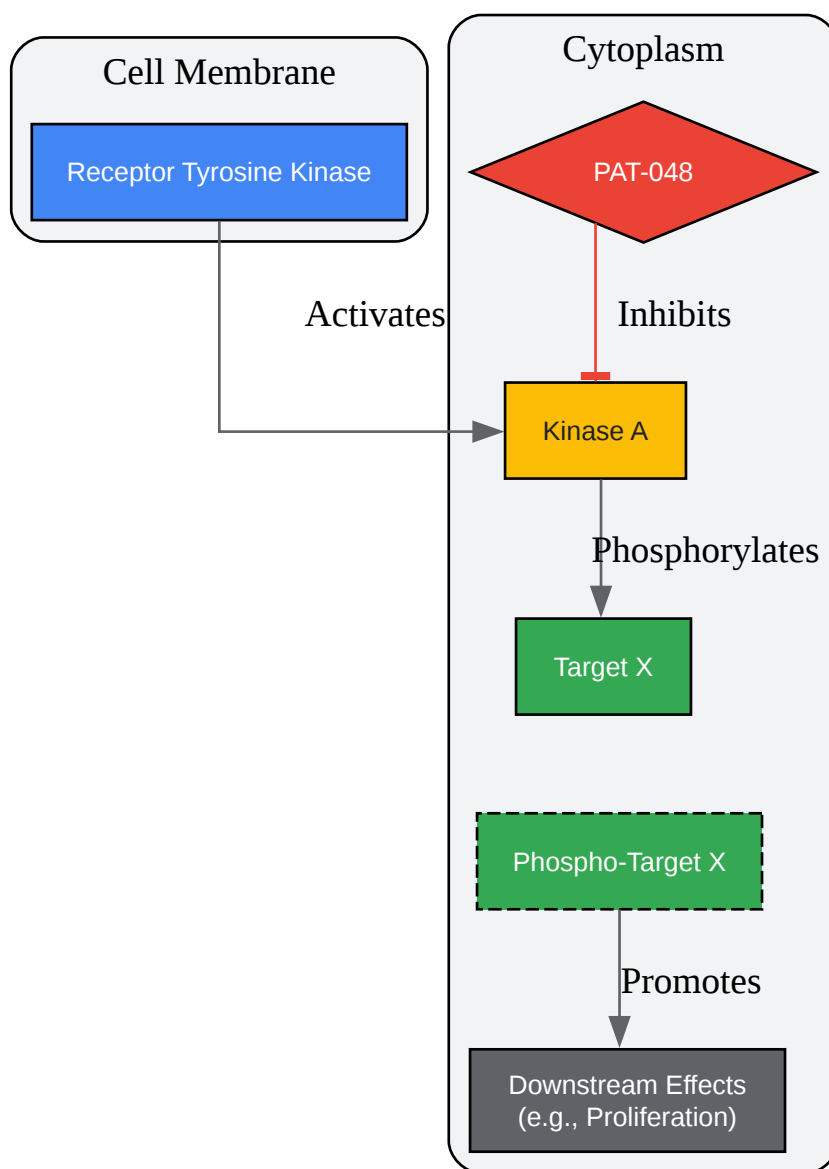 Cell Membrane
Receptor Tyrosine Kinase
Cytoplasm
PAT-048
Activates
Inhibits
Kinase A
Phosphorylates
Target X
Phospho-Target X
Promotes
Downstream Effects
(e.g., Proliferation)